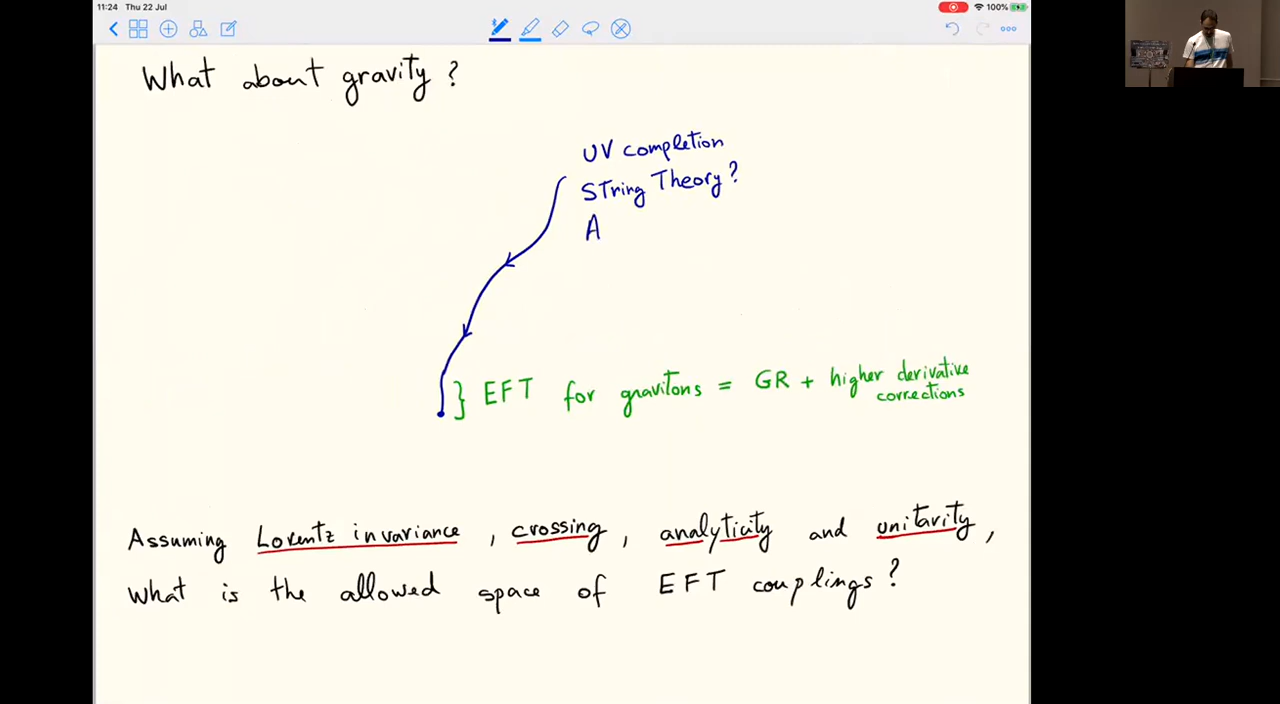 11:24 Thu 22 Jul
100%
What about gravity?
UV completion
String Theory?
A
} EFT for gravitons = GR + higher derivative
corrections
Assuming Lorentz invariance, crossing, analyticity and unitarity,
What is the allowed space of EFT couplings?